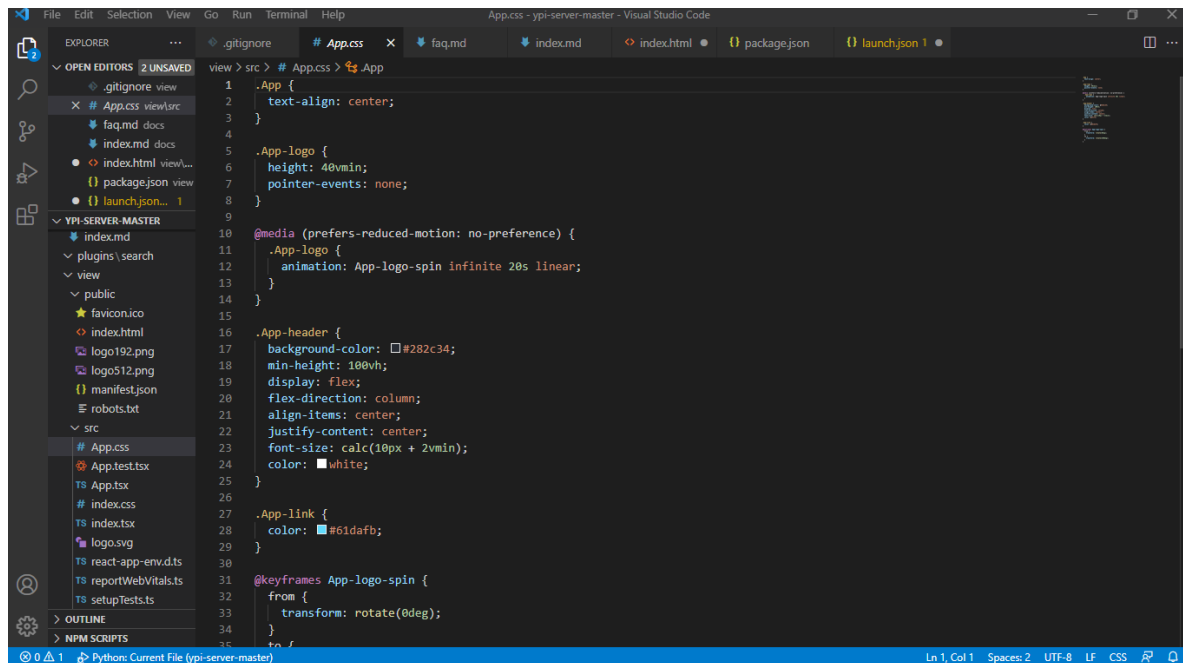 File Edit Selection View Go Run Terminal Help App.css - ypi-server-master - Visual Studio Code
2
EXPLORER ...
OPEN EDITORS 2 UNSAVED
.gitignore view
# App.css view\src
faq.md docs
index.md docs
<> index.html view\...
{} package.json view
{} launch.json... 1
YPI-SERVER-MASTER
index.md
plugins \ search
view
public
favicon.ico
<> index.html
logo192.png
logo512.png
{} manifest.json
robots.txt
src
# App.css
App.test.tsx
TS App.tsx
# index.css
TS index.tsx
logo.svg
TS react-app-env.d.ts
TS reportWebVitals.ts
TS setupTests.ts
OUTLINE
NPM SCRIPTS
.gitignore # App.css faq.md index.md <> index.html {} package.json {} launch.json 1 ...
view > src > # App.css > .App
1 .App {
2 text-align: center;
3 }
4
5 .App-logo {
6 height: 40vmin;
7 pointer-events: none;
8 }
9
10 @media (prefers-reduced-motion: no-preference) {
11 .App-logo {
12 animation: App-logo-spin infinite 20s linear;
13 }
14 }
15
16 .App-header {
17 background-color: #282c34;
18 min-height: 100vh;
19 display: flex;
20 flex-direction: column;
21 align-items: center;
22 justify-content: center;
23 font-size: calc(10px + 2vmin);
24 color: white;
25 }
26
27 .App-link {
28 color: #61dafb;
29 }
30
31 @keyframes App-logo-spin {
32 from {
33 transform: rotate(0deg);
34 }
35 to {
0 1 Python: Current File (ypi-server-master) Ln 1, Col 1 Spaces: 2 UTF-8 LF CSS